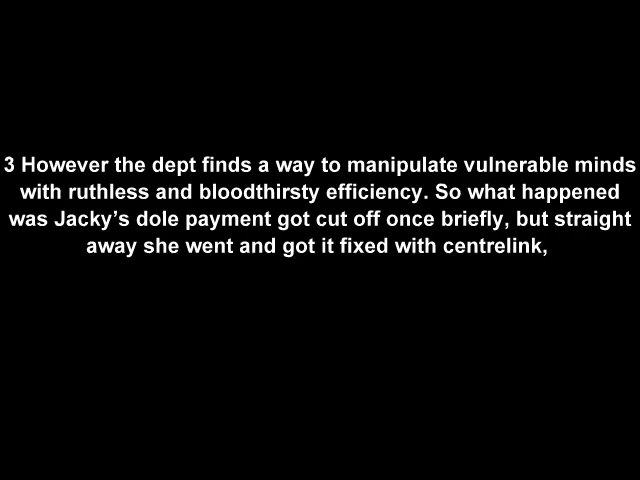 3 However the dept finds a way to manipulate vulnerable minds
with ruthless and bloodthirsty efficiency. So what happened
was Jacky’s dole payment got cut off once briefly, but straight
away she went and got it fixed with centrelink,